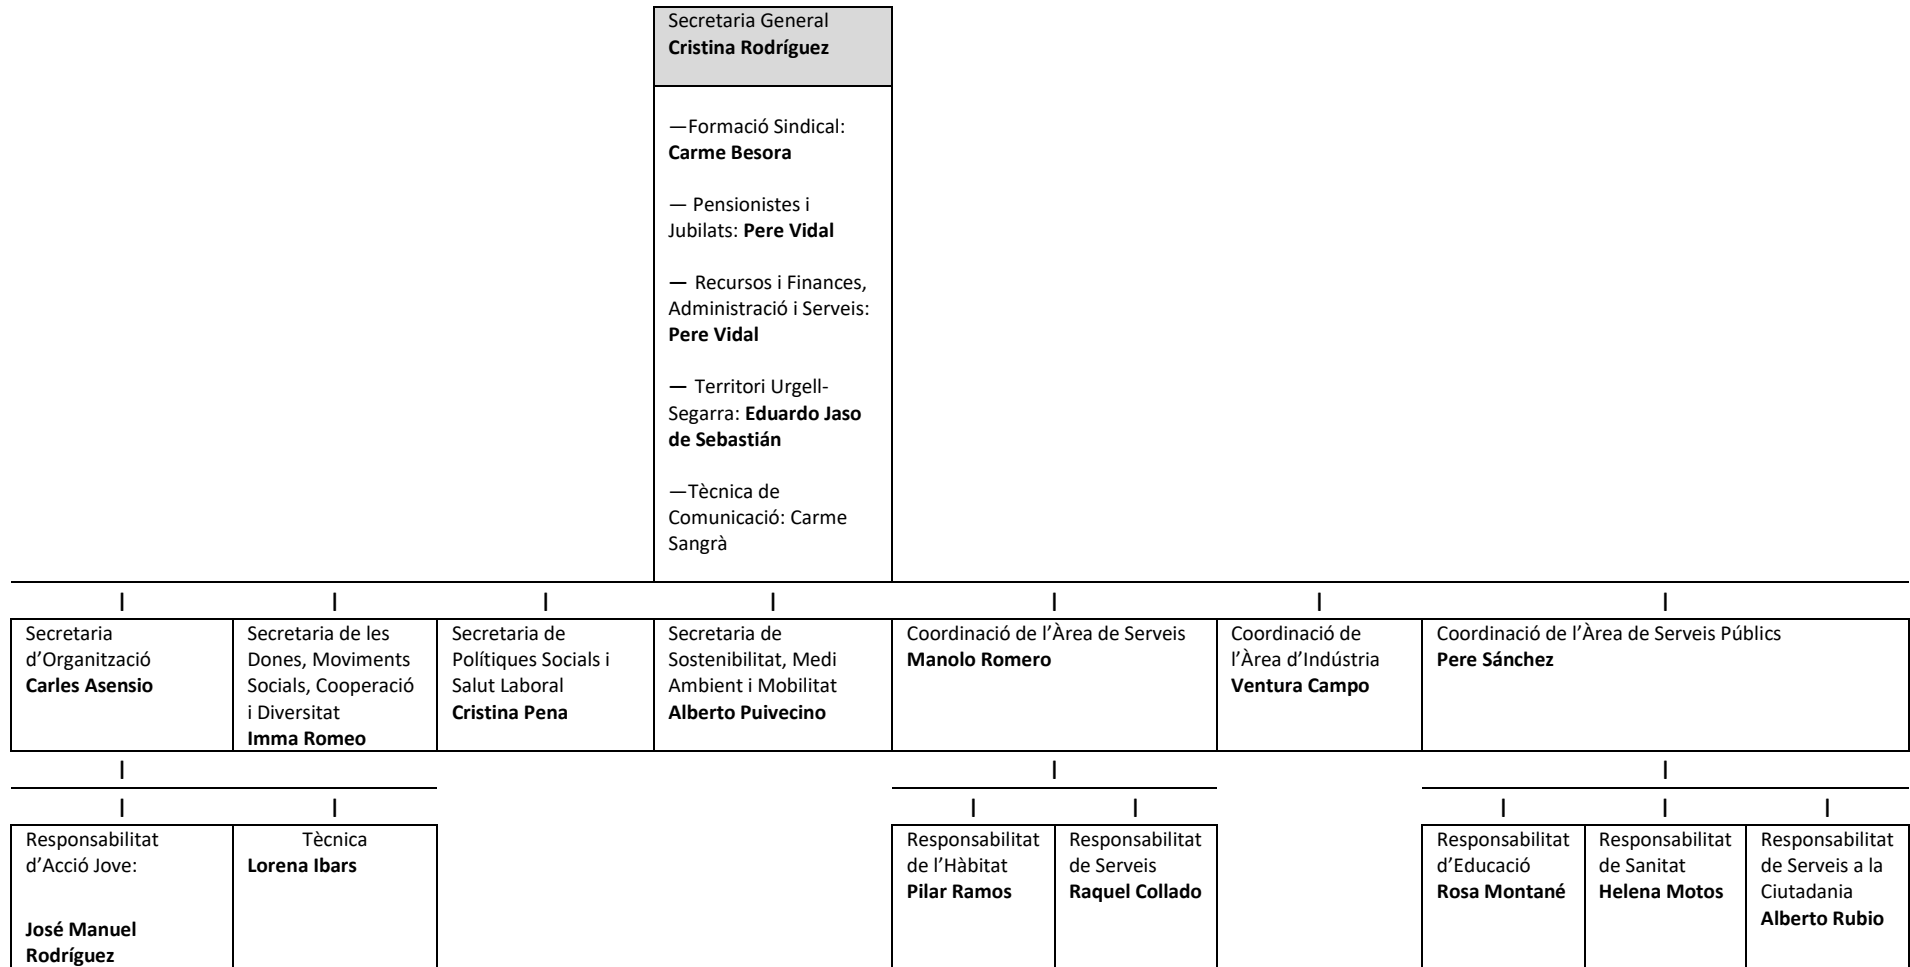 Secretaria General
Cristina Rodríguez
—Formació Sindical:
Carme Besora
— Pensionistes i
Jubilats: Pere Vidal
— Recursos i Finances,
Administració i Serveis:
Pere Vidal
— Territori Urgell-
Segarra: Eduardo Jaso
de Sebastián
—Tècnica de
Comunicació: Carme
Sangrà
Secretaria
d’Organització
Carles Asensio
Secretaria de les
Dones, Moviments
Socials, Cooperació
i Diversitat
Imma Romeo
Secretaria de
Polítiques Socials i
Salut Laboral
Cristina Pena
Secretaria de
Sostenibilitat, Medi
Ambient i Mobilitat
Alberto Puivecino
Coordinació de l’Àrea de Serveis
Manolo Romero
Coordinació de
l’Àrea d’Indústria
Ventura Campo
Coordinació de l’Àrea de Serveis Públics
Pere Sánchez
Responsabilitat
d’Acció Jove:
José Manuel
Rodríguez
Tècnica
Lorena Ibars
Responsabilitat
de l’Hàbitat
Pilar Ramos
Responsabilitat
de Serveis
Raquel Collado
Responsabilitat
d’Educació
Rosa Montané
Responsabilitat
de Sanitat
Helena Motos
Responsabilitat
de Serveis a la
Ciutadania
Alberto Rubio